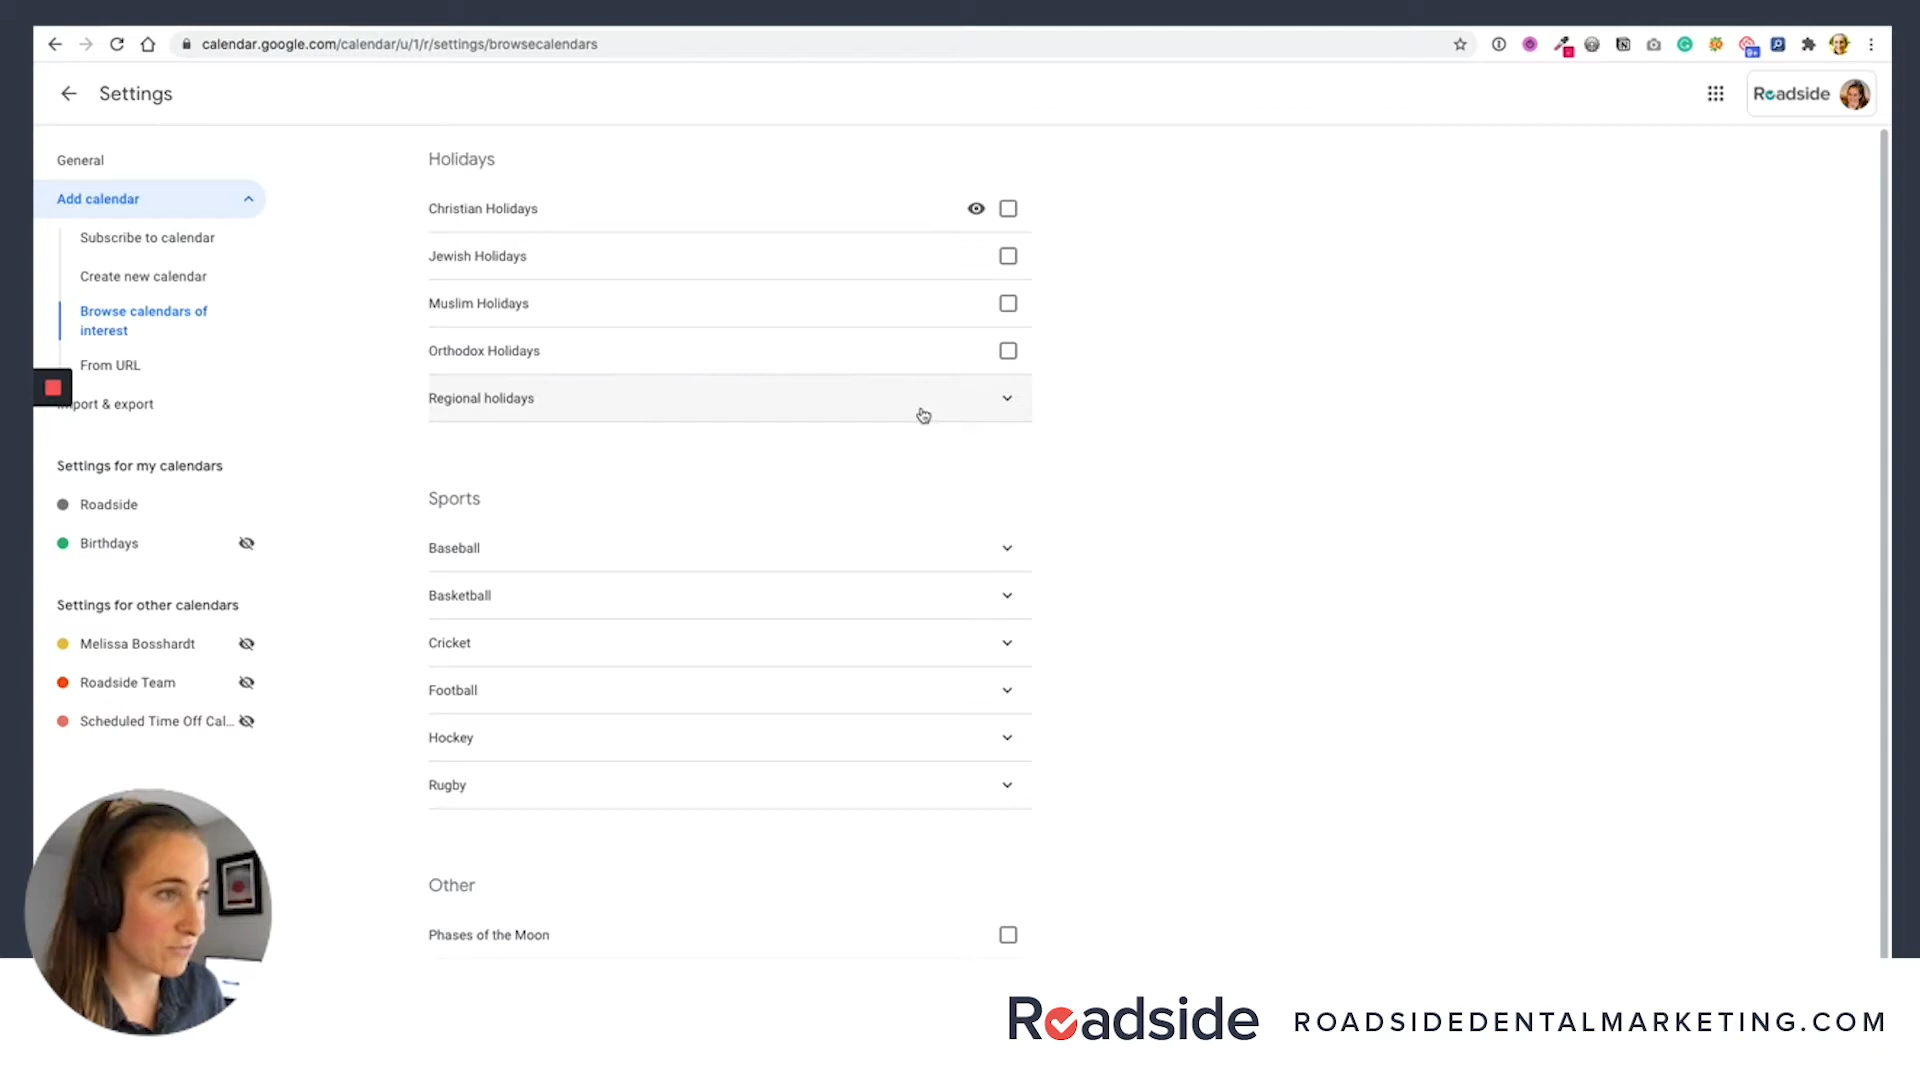 calendar.google.com/calendar/u/1/r/settings/browsecalendars
9+
Settings
Roadside
General
Add calendar
Subscribe to calendar
Create new calendar
Browse calendars of
interest
From URL
Import & export
Settings for my calendars
Roadside
Birthdays
Settings for other calendars
Melissa Bosshardt
Roadside Team
Scheduled Time Off Cal...
Holidays
Christian Holidays
Jewish Holidays
Muslim Holidays
Orthodox Holidays
Regional holidays
Sports
Baseball
Basketball
Cricket
Football
Hockey
Rugby
Other
Phases of the Moon
Roadside
ROADSIDEDENTALMARKETING.COM